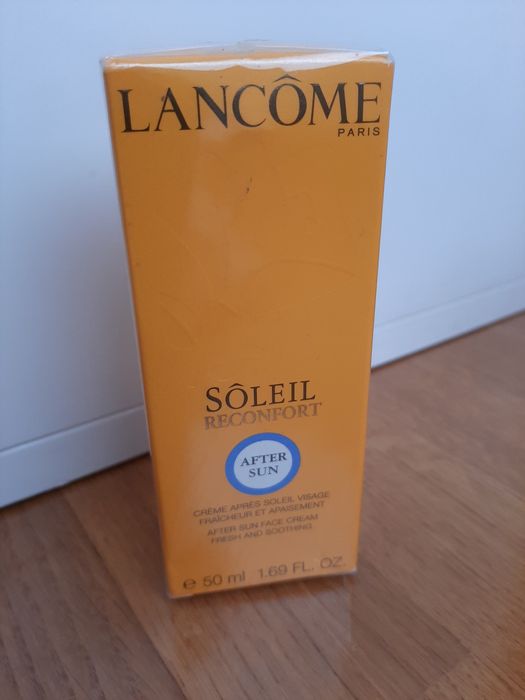 LANCÔME
PARIS
SÔLEIL
RECONFORT
AFTER
SUN
CRÈME APRÈS SOLEIL VISAGE
FRAÎCHEUR ET APAISEMENT
AFTER SUN FACE CREAM
FRESH AND SOOTHING
e 50 ml 1.69 FL. OZ.